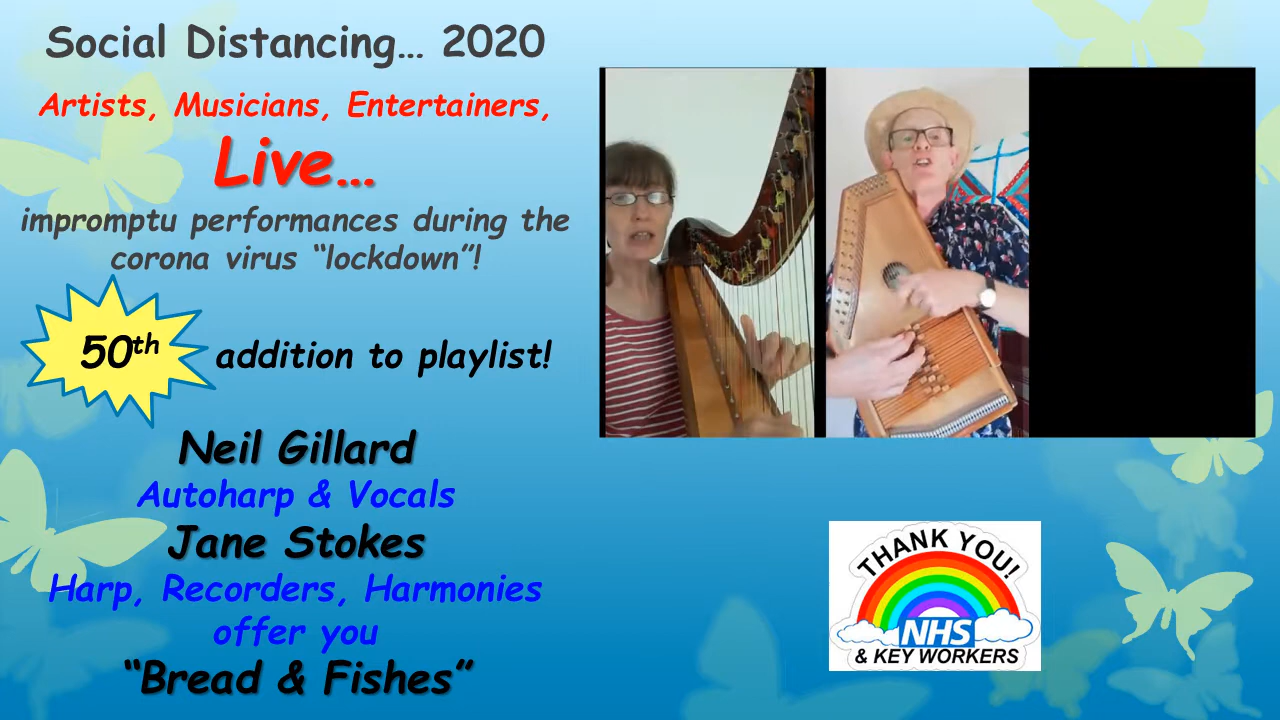 Social Distancing... 2020
Artists, Musicians, Entertainers,
Live...
impromptu performances during the
corona virus “lockdown”!
50th addition to playlist!
Neil Gillard
Autoharp & Vocals
Jane Stokes
Harp, Recorders, Harmonies
offer you
“Bread & Fishes”
THANK YOU!
NHS
& KEY WORKERS